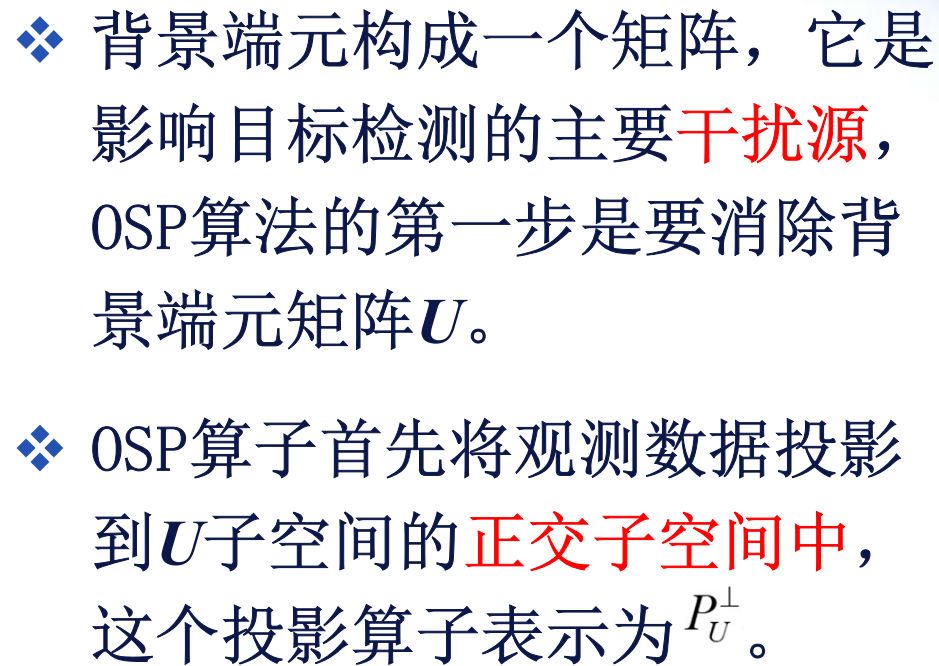 ❖ 背景端元构成一个矩阵，它是
影响目标检测的主要干扰源，
OSP算法的第一步是要消除背
景端元矩阵U。
❖ OSP算子首先将观测数据投影
到U子空间的正交子空间中，
这个投影算子表示为 P_U^⊥ 。